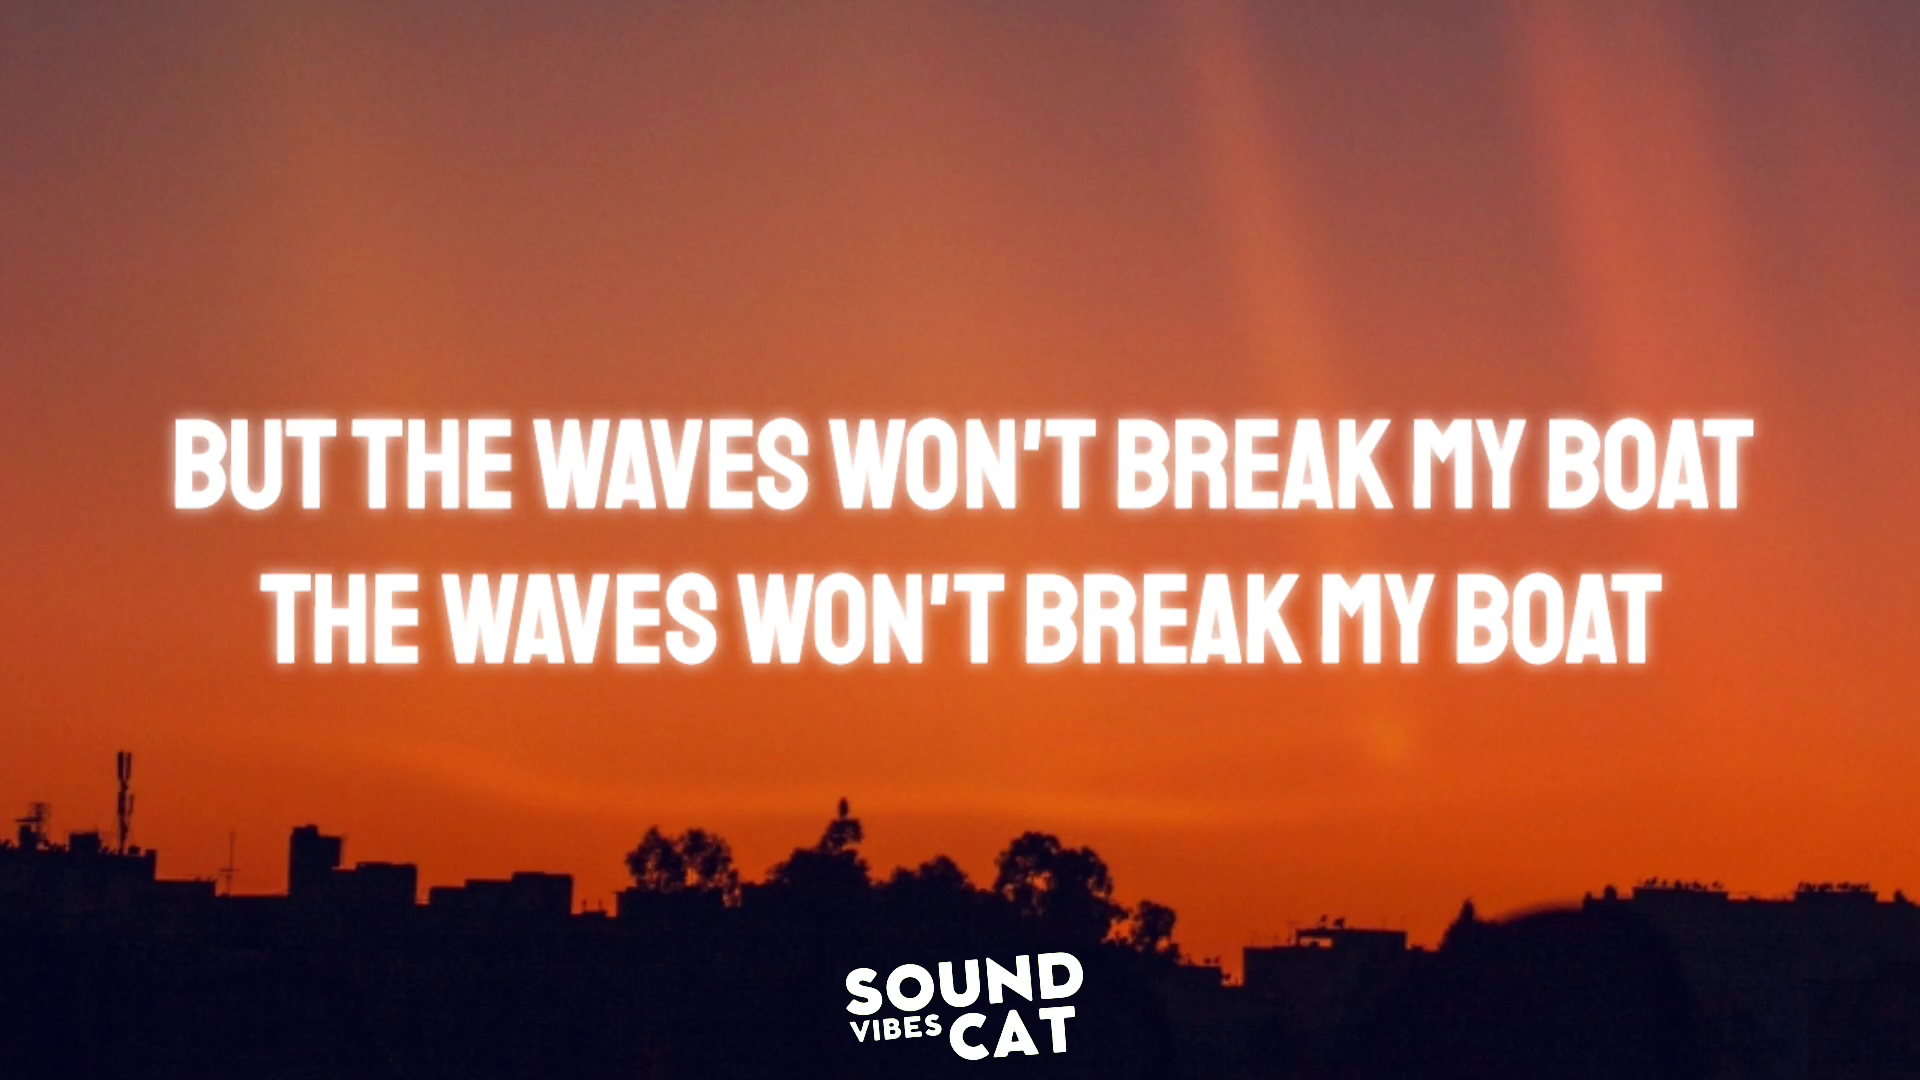 BUT THE WAVES WON'T BREAK MY BOAT
THE WAVES WON'T BREAK MY BOAT
SOUND
VIBES CAT